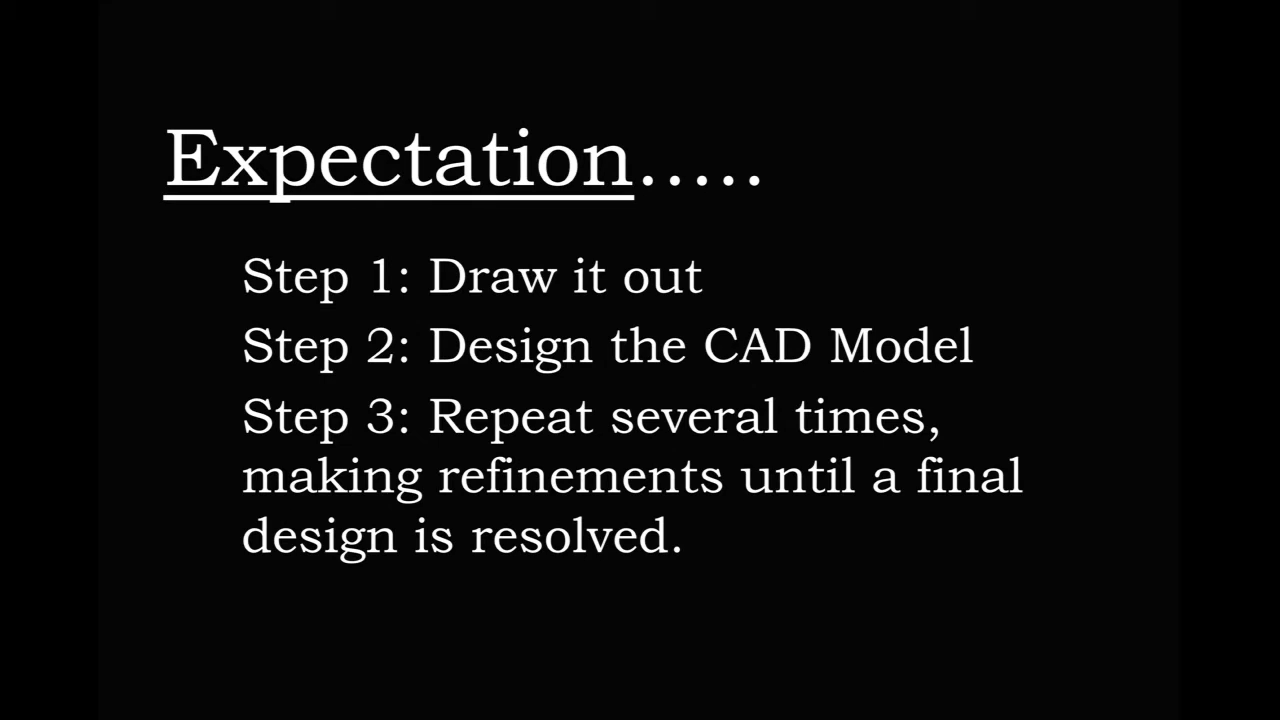 Expectation.....
Step 1: Draw it out
Step 2: Design the CAD Model
Step 3: Repeat several times,
making refinements until a final
design is resolved.